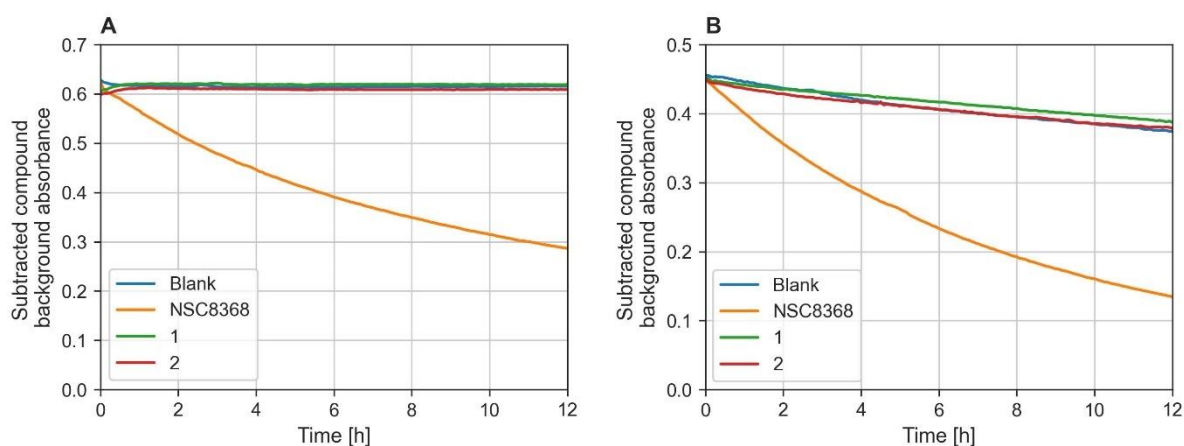 A
Subtracted compound
background absorbance
0.7
0.6
0.5
0.4
0.3
0.2
0.1
0.0
Blank
NSC8368
1
2
0 2 4 6 8 10 12
Time [h]
B
Subtracted compound
background absorbance
0.5
0.4
0.3
0.2
0.1
0.0
Blank
NSC8368
1
2
0 2 4 6 8 10 12
Time [h]